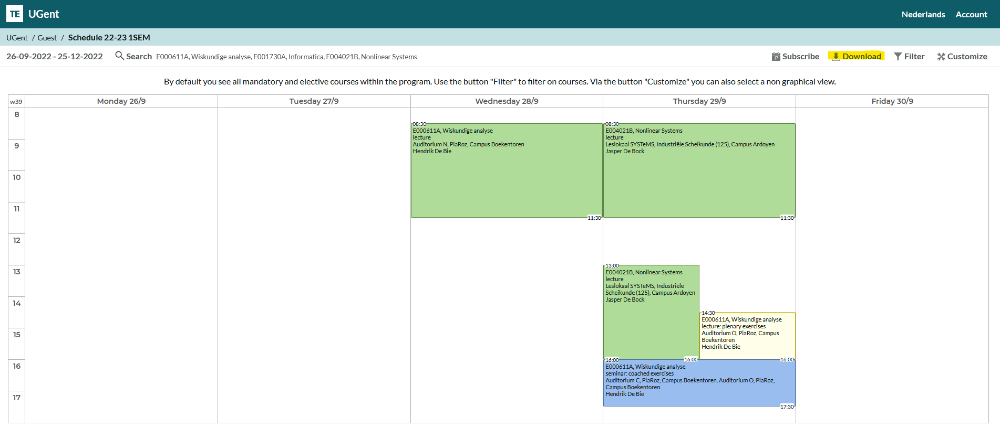 TE UGent Nederlands Account
UGent / Guest / Schedule 22-23 1SEM
26-09-2022 - 25-12-2022 Search E000611A, Wiskundige analyse, E001730A, Informatica, E004021B, Nonlinear Systems 17 Subscribe Download Filter Customize
By default you see all mandatory and elective courses within the program. Use the button "Filter" to filter on courses. Via the button "Customize" you can also select a non graphical view.
w39 Monday 26/9 Tuesday 27/9 Wednesday 28/9 Thursday 29/9 Friday 30/9
8
9
10
11
12
13
14
15
16
17
08:30
E000611A, Wiskundige analyse
lecture
Auditorium N, PlaRoz, Campus Boekentoren
Hendrik De Bie
11:30
08:30
E004021B, Nonlinear Systems
lecture
Leslokaal SYSTeMS, Industriële Scheikunde (125), Campus Ardoyen
Jasper De Bock
11:30
13:00
E004021B, Nonlinear Systems
lecture
Leslokaal SYSTeMS, Industriële
Scheikunde (125), Campus Ardoyen
Jasper De Bock
16:00
14:30
E000611A, Wiskundige analyse
lecture: plenary exercises
Auditorium O, PlaRoz, Campus
Boekentoren
Hendrik De Bie
16:00
16:00
E000611A, Wiskundige analyse
seminar: coached exercises
Auditorium C, PlaRoz, Campus Boekentoren, Auditorium O, PlaRoz,
Campus Boekentoren
Hendrik De Bie
17:30